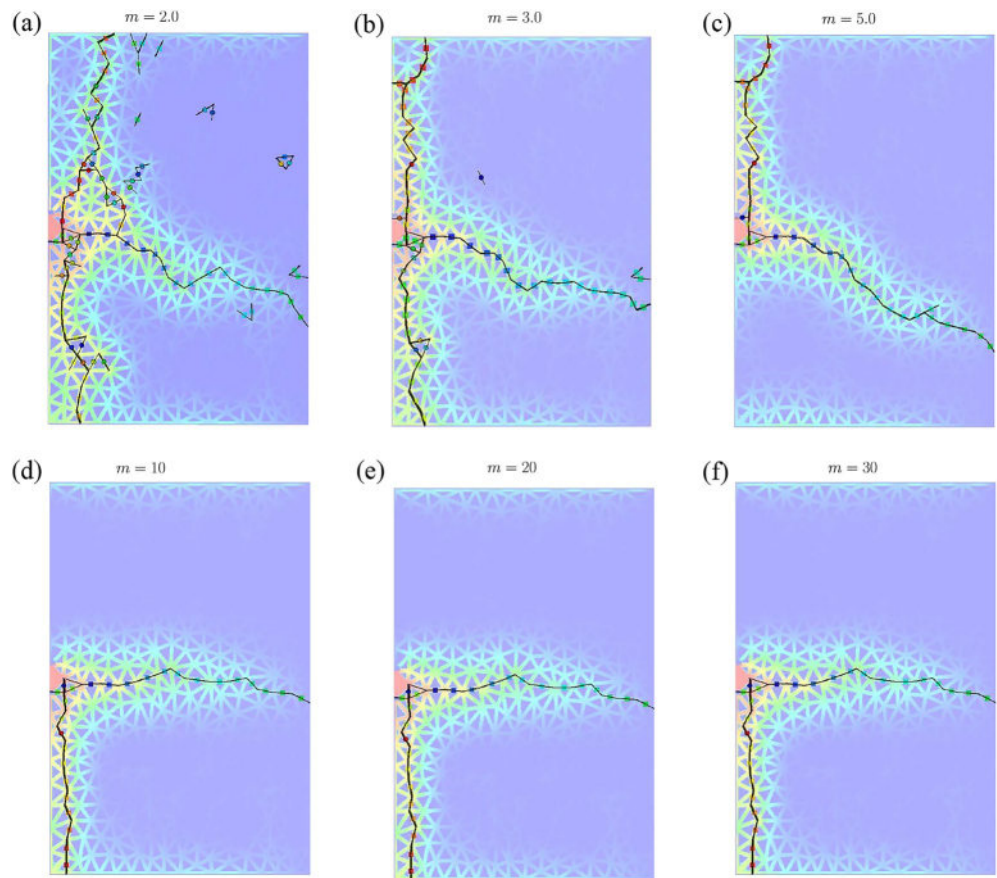 (a) m = 2.0
(b) m = 3.0
(c) m = 5.0
(d) m = 10
(e) m = 20
(f) m = 30